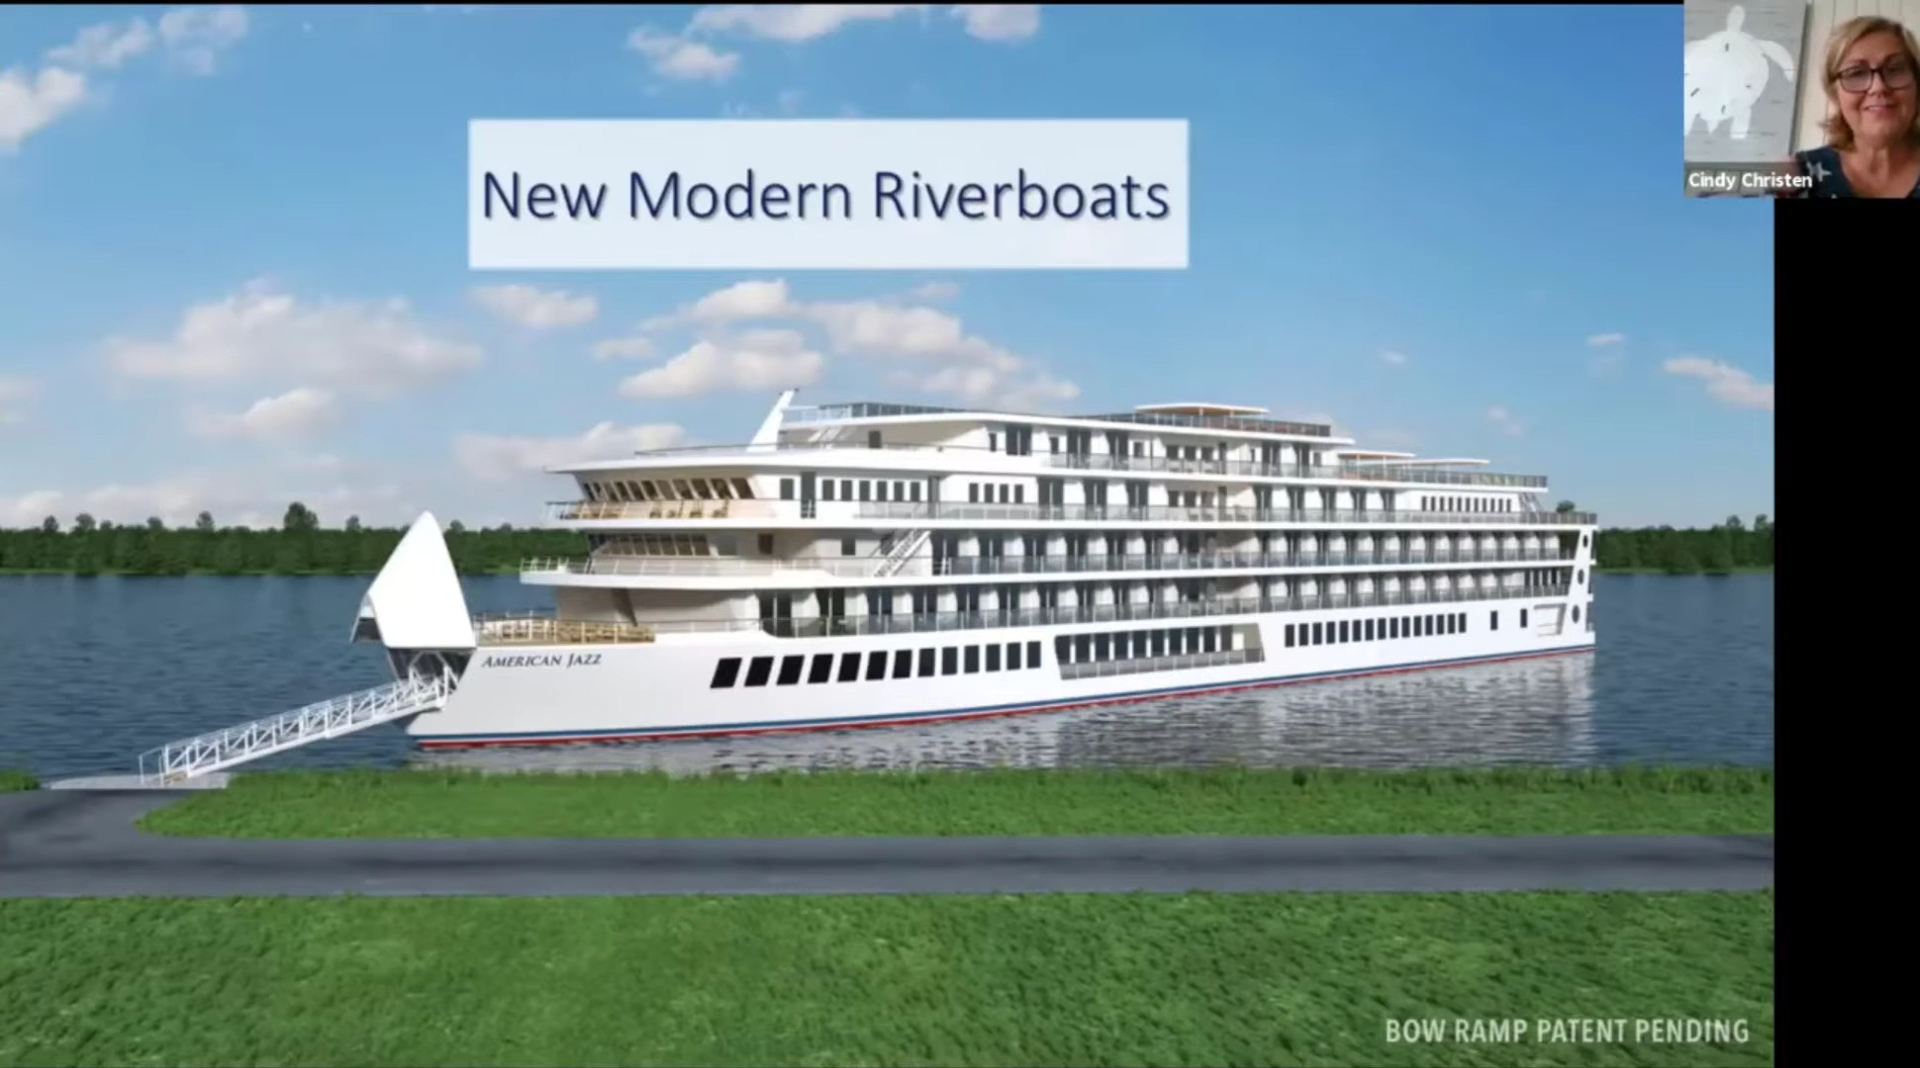 New Modern Riverboats
Cindy Christen
AMERICAN JAZZ
BOW RAMP PATENT PENDING